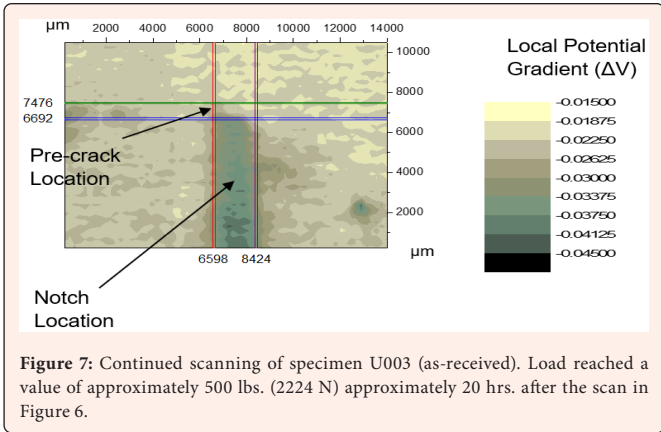 µm 2000 4000 6000 8000 10000 12000 14000
10000
8000
6000
4000
2000
µm
7476
6692
Pre-crack
Location
6598 8424
Notch
Location
Local Potential
Gradient (ΔV)
-0.01500
-0.01875
-0.02250
-0.02625
-0.03000
-0.03375
-0.03750
-0.04125
-0.04500
Figure 7: Continued scanning of specimen U003 (as-received). Load reached a
value of approximately 500 lbs. (2224 N) approximately 20 hrs. after the scan in
Figure 6.